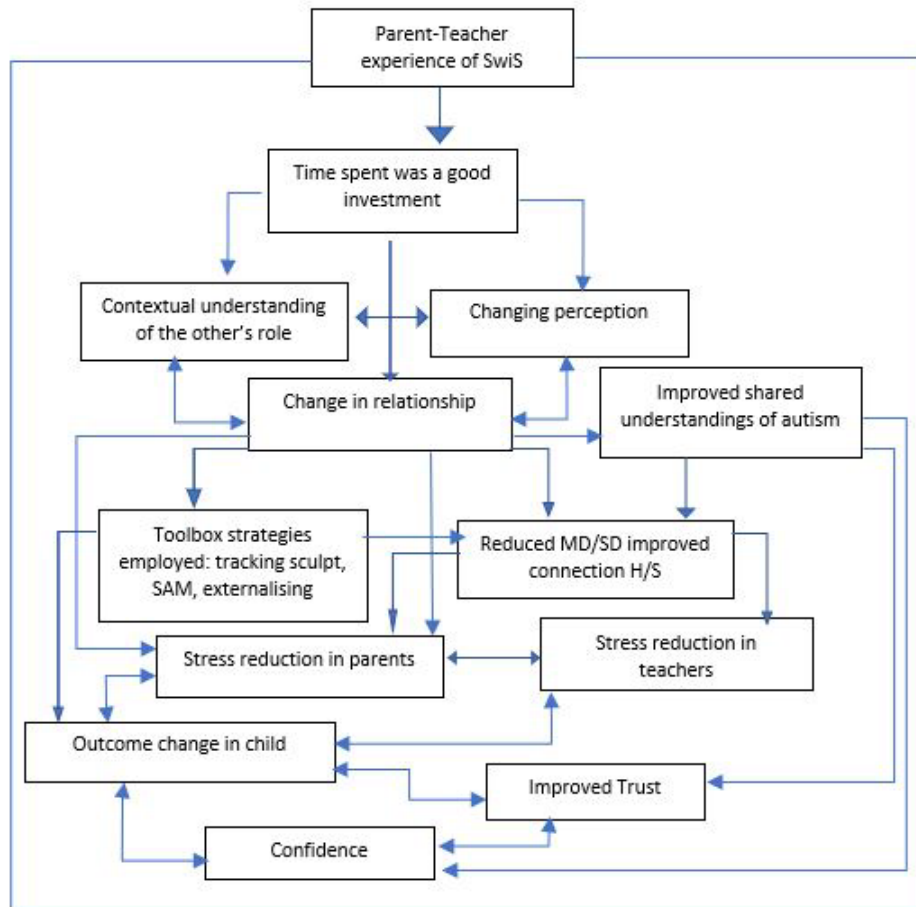 Parent-Teacher
experience of SwiS
Time spent was a good
investment
Contextual understanding
of the other's role
Changing perception
Change in relationship
Improved shared
understandings of autism
Toolbox strategies
employed: tracking sculpt,
SAM, externalising
Reduced MD/SD improved
connection H/S
Stress reduction in parents
Stress reduction in
teachers
Outcome change in child
Improved Trust
Confidence